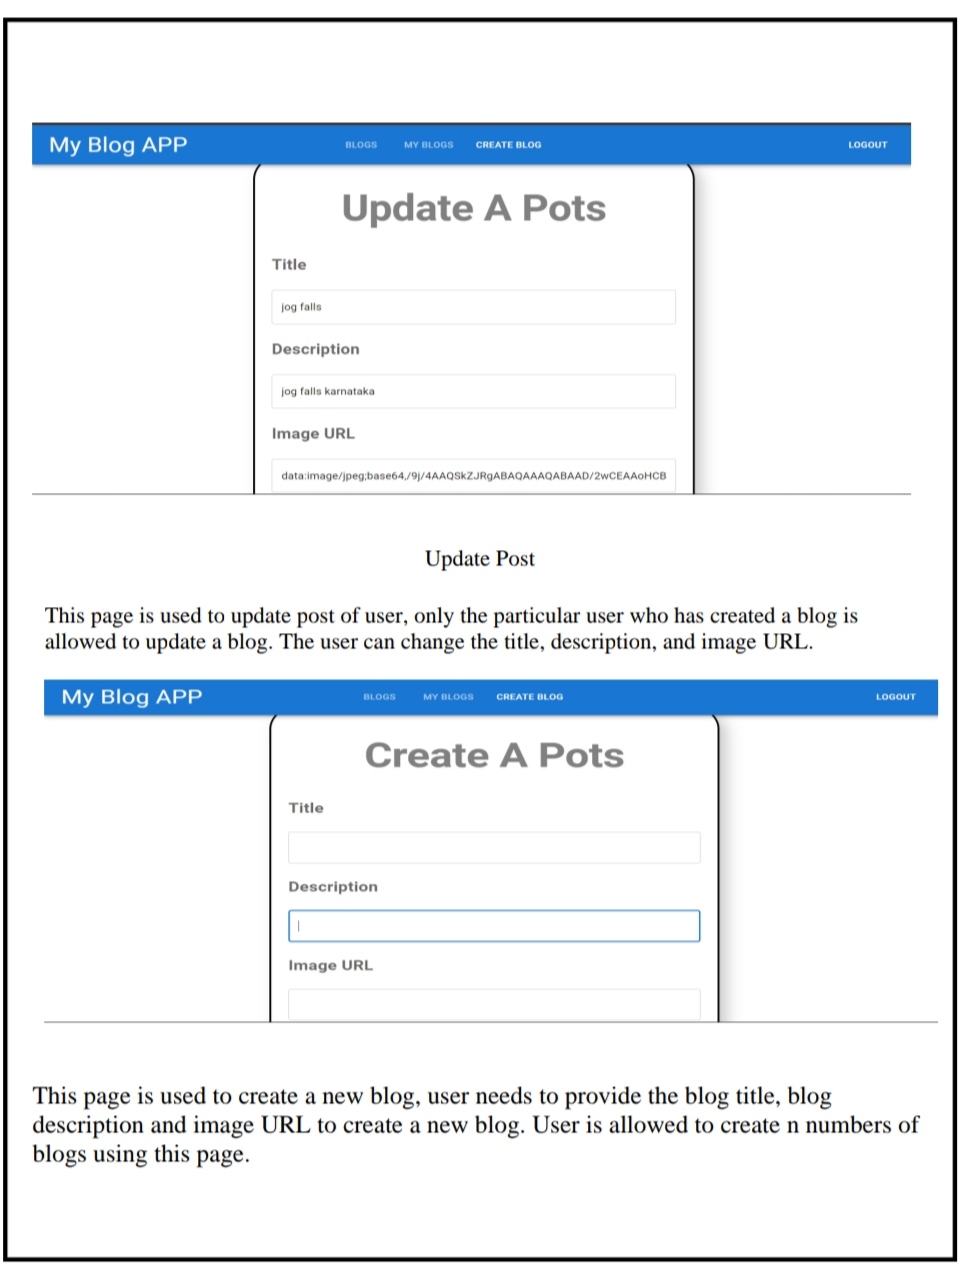 My Blog APP BLOGS MY BLOGS CREATE BLOG LOGOUT
Update A Pots
Title
jog falls
Description
jog falls karnataka
Image URL
data:image/jpeg;base64,/9j/4AAQSkZJRgABAQAAAQABAAD/2wCEAAoHCB
Update Post
This page is used to update post of user, only the particular user who has created a blog is
allowed to update a blog. The user can change the title, description, and image URL.
My Blog APP BLOGS MY BLOGS CREATE BLOG LOGOUT
Create A Pots
Title
Description
Image URL
This page is used to create a new blog, user needs to provide the blog title, blog
description and image URL to create a new blog. User is allowed to create n numbers of
blogs using this page.